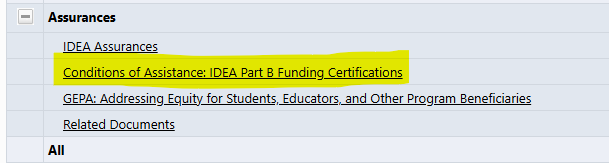 Assurances
IDEA Assurances
Conditions of Assistance: IDEA Part B Funding Certifications
GEPA: Addressing Equity for Students, Educators, and Other Program Beneficiaries
Related Documents
All